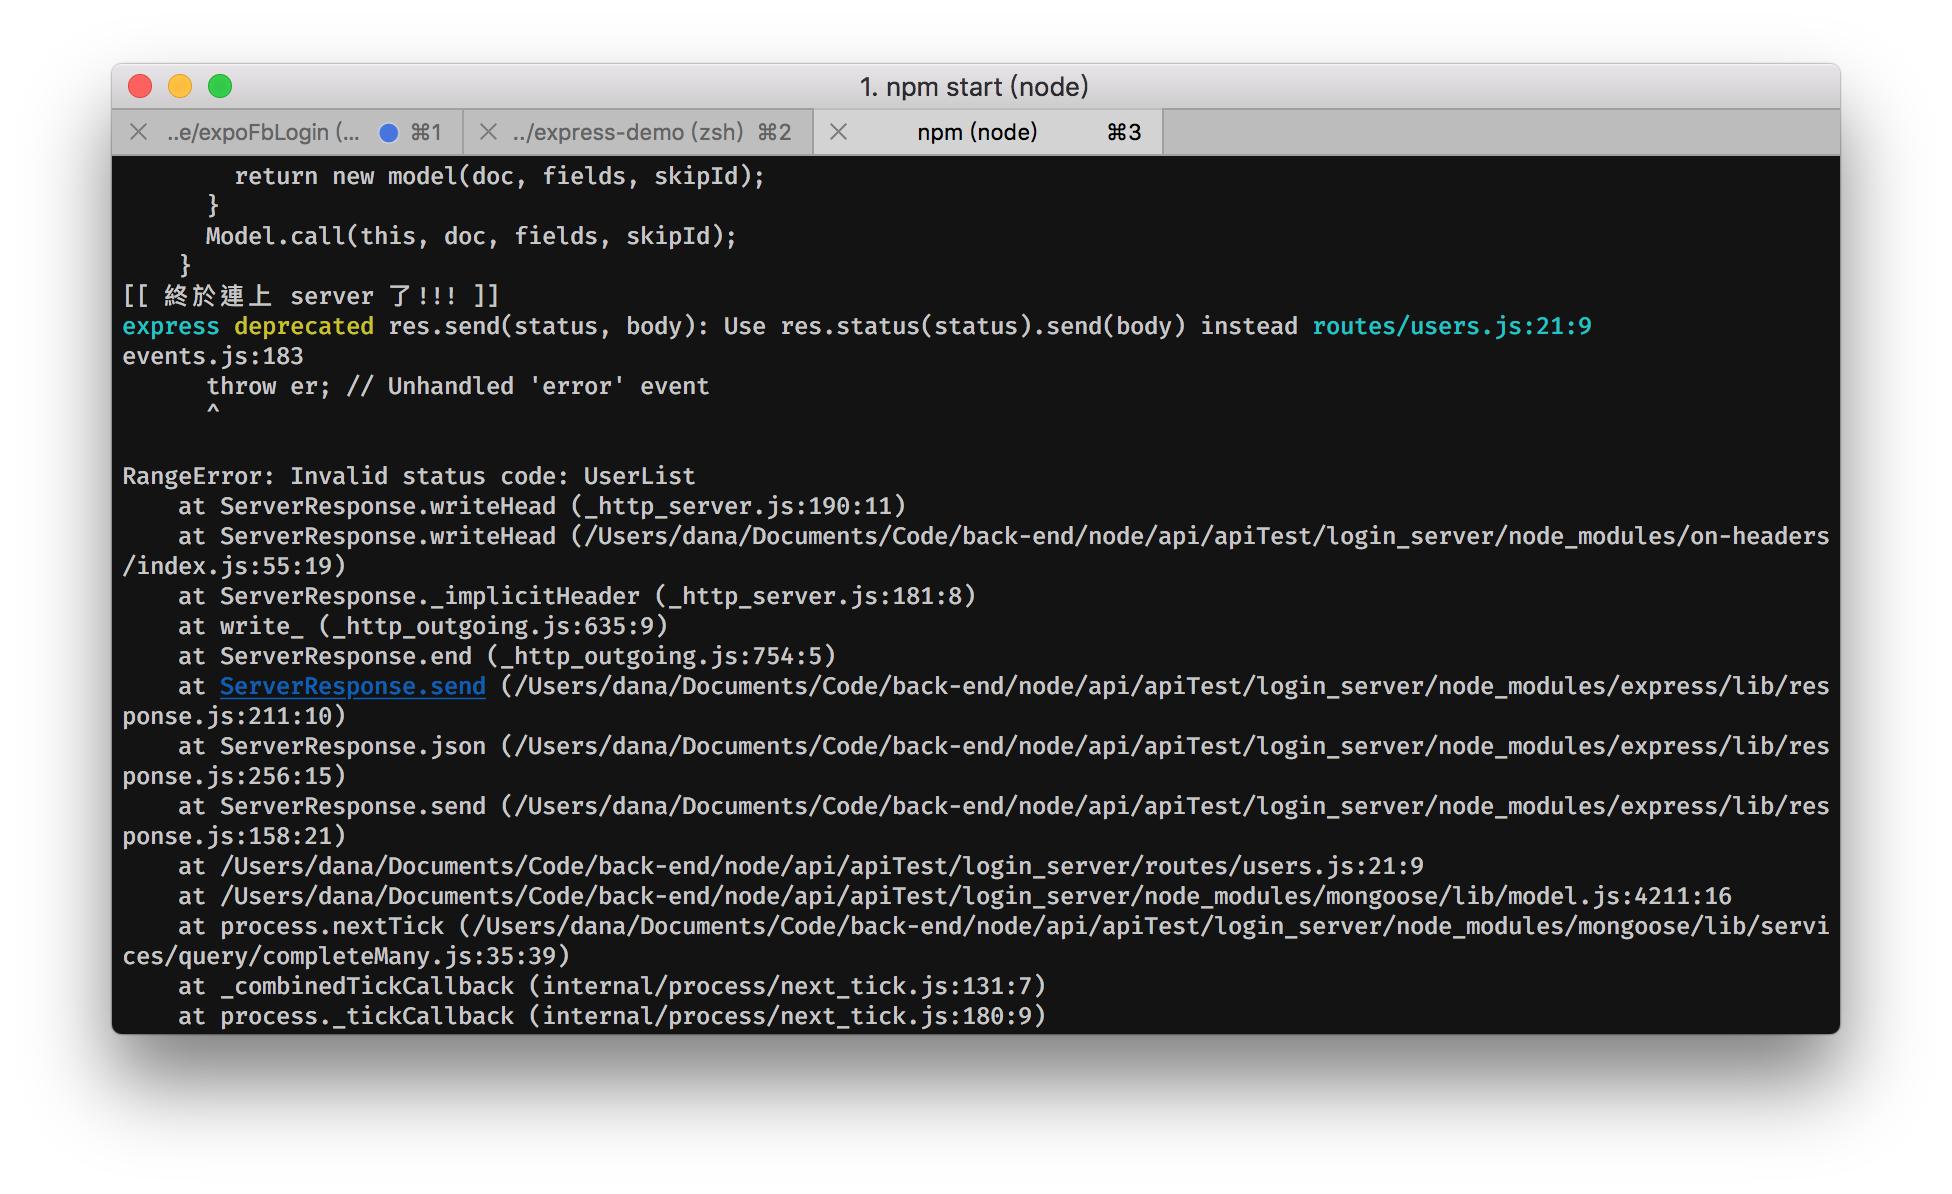 1. npm start (node)
..e/expoFbLogin (... ⌘1 ../express-demo (zsh) ⌘2 npm (node) ⌘3
return new model(doc, fields, skipId);
}
Model.call(this, doc, fields, skipId);
}
[[ 終於連上 server 了!!! ]]
express deprecated res.send(status, body): Use res.status(status).send(body) instead routes/users.js:21:9
events.js:183
throw er; // Unhandled 'error' event
^
RangeError: Invalid status code: UserList
at ServerResponse.writeHead (_http_server.js:190:11)
at ServerResponse.writeHead (/Users/dana/Documents/Code/back-end/node/api/apiTest/login_server/node_modules/on-headers
/index.js:55:19)
at ServerResponse._implicitHeader (_http_server.js:181:8)
at write_ (_http_outgoing.js:635:9)
at ServerResponse.end (_http_outgoing.js:754:5)
at ServerResponse.send (/Users/dana/Documents/Code/back-end/node/api/apiTest/login_server/node_modules/express/lib/res
ponse.js:211:10)
at ServerResponse.json (/Users/dana/Documents/Code/back-end/node/api/apiTest/login_server/node_modules/express/lib/res
ponse.js:256:15)
at ServerResponse.send (/Users/dana/Documents/Code/back-end/node/api/apiTest/login_server/node_modules/express/lib/res
ponse.js:158:21)
at /Users/dana/Documents/Code/back-end/node/api/apiTest/login_server/routes/users.js:21:9
at /Users/dana/Documents/Code/back-end/node/api/apiTest/login_server/node_modules/mongoose/lib/model.js:4211:16
at process.nextTick (/Users/dana/Documents/Code/back-end/node/api/apiTest/login_server/node_modules/mongoose/lib/servi
ces/query/completeMany.js:35:39)
at _combinedTickCallback (internal/process/next_tick.js:131:7)
at process._tickCallback (internal/process/next_tick.js:180:9)